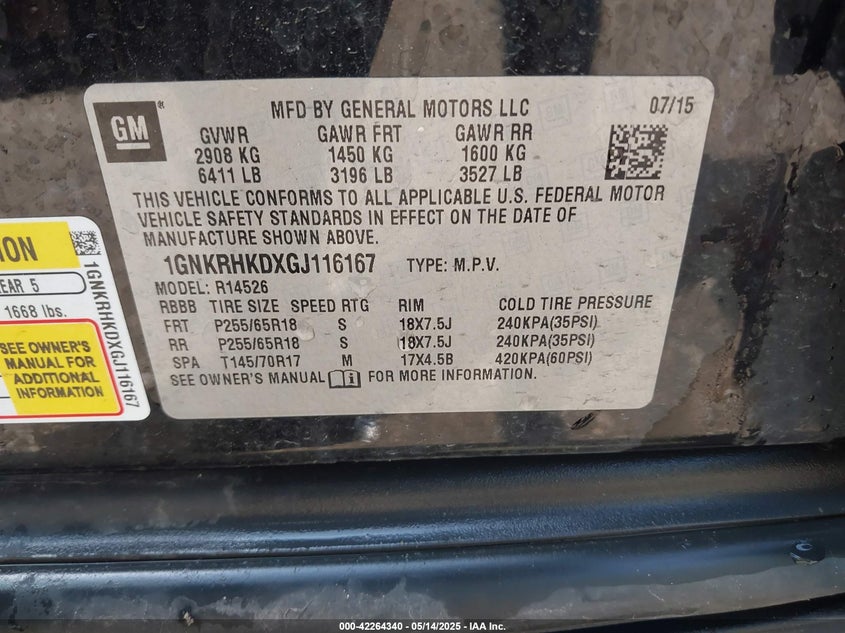 GM
®
MFD BY GENERAL MOTORS LLC 07/15
GVWR GAWR FRT GAWR RR
2908 KG 1450 KG 1600 KG
6411 LB 3196 LB 3527 LB
THIS VEHICLE CONFORMS TO ALL APPLICABLE U.S. FEDERAL MOTOR
VEHICLE SAFETY STANDARDS IN EFFECT ON THE DATE OF
MANUFACTURE SHOWN ABOVE.
1GNKRHKDXGJ116167 TYPE: M.P.V.
MODEL: R14526
RBBB TIRE SIZE SPEED RTG RIM COLD TIRE PRESSURE
FRT P255/65R18 S 18X7.5J 240KPA(35PSI)
RR P255/65R18 S 18X7.5J 240KPA(35PSI)
SPA T145/70R17 M 17X4.5B 420KPA(60PSI)
SEE OWNER'S MANUAL FOR MORE INFORMATION.
ION
EAR 5
1668 lbs.
SEE OWNER'S
MANUAL FOR
ADDITIONAL
INFORMATION
1GNKRHKDXGJ116167
000-42264340 - 05/14/2025 - IAA Inc.